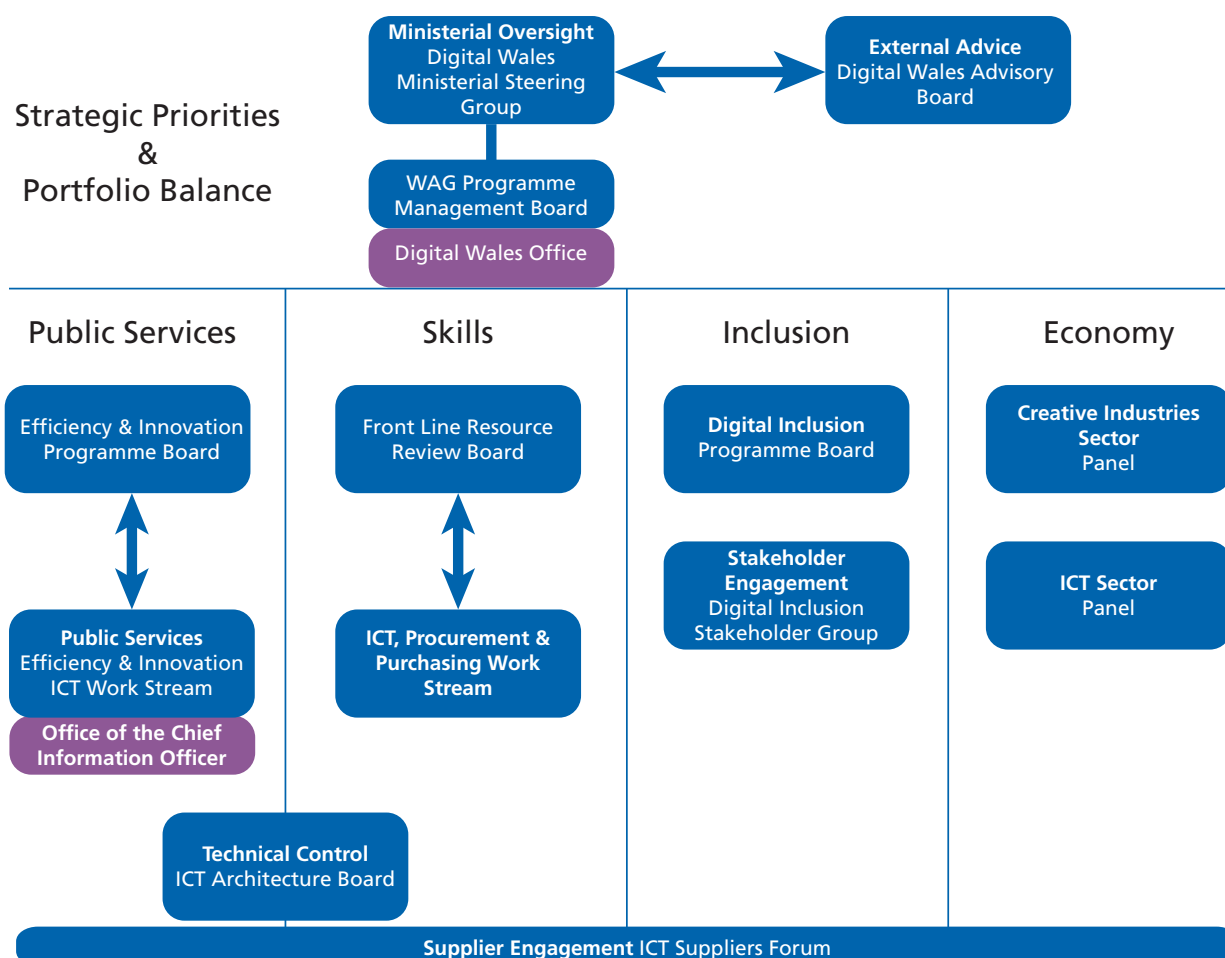 Strategic Priorities
&
Portfolio Balance
Ministerial Oversight
Digital Wales
Ministerial Steering
Group
External Advice
Digital Wales Advisory
Board
WAG Programme
Management Board
Digital Wales Office
Public Services
Efficiency & Innovation
Programme Board
Public Services
Efficiency & Innovation
ICT Work Stream
Office of the Chief
Information Officer
Skills
Front Line Resource
Review Board
ICT, Procurement &
Purchasing Work
Stream
Inclusion
Digital Inclusion
Programme Board
Stakeholder
Engagement
Digital Inclusion
Stakeholder Group
Economy
Creative Industries
Sector
Panel
ICT Sector
Panel
Technical Control
ICT Architecture Board
Supplier Engagement ICT Suppliers Forum